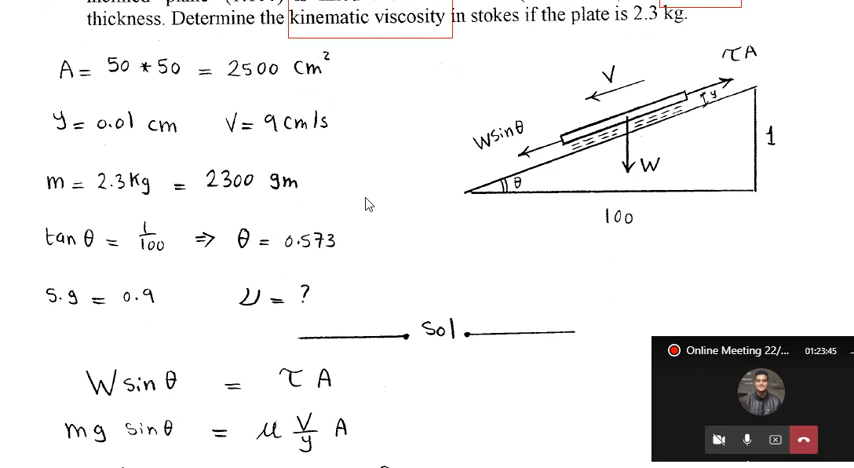 thickness. Determine the kinematic viscosity in stokes if the plate is 2.3 kg.
A = 50 * 50 = 2500 cm²
y = 0.01 cm V = 9 cm/s
m = 2.3 Kg = 2300 gm
tan θ = 1/100 ⇒ θ = 0.573
S.g = 0.9 ν = ?
Sol.
W sin θ = τ A
mg sin θ = μ V/y A
τA
V
y
W sin θ
W
θ
1
100
Online Meeting 22/... 01:23:45